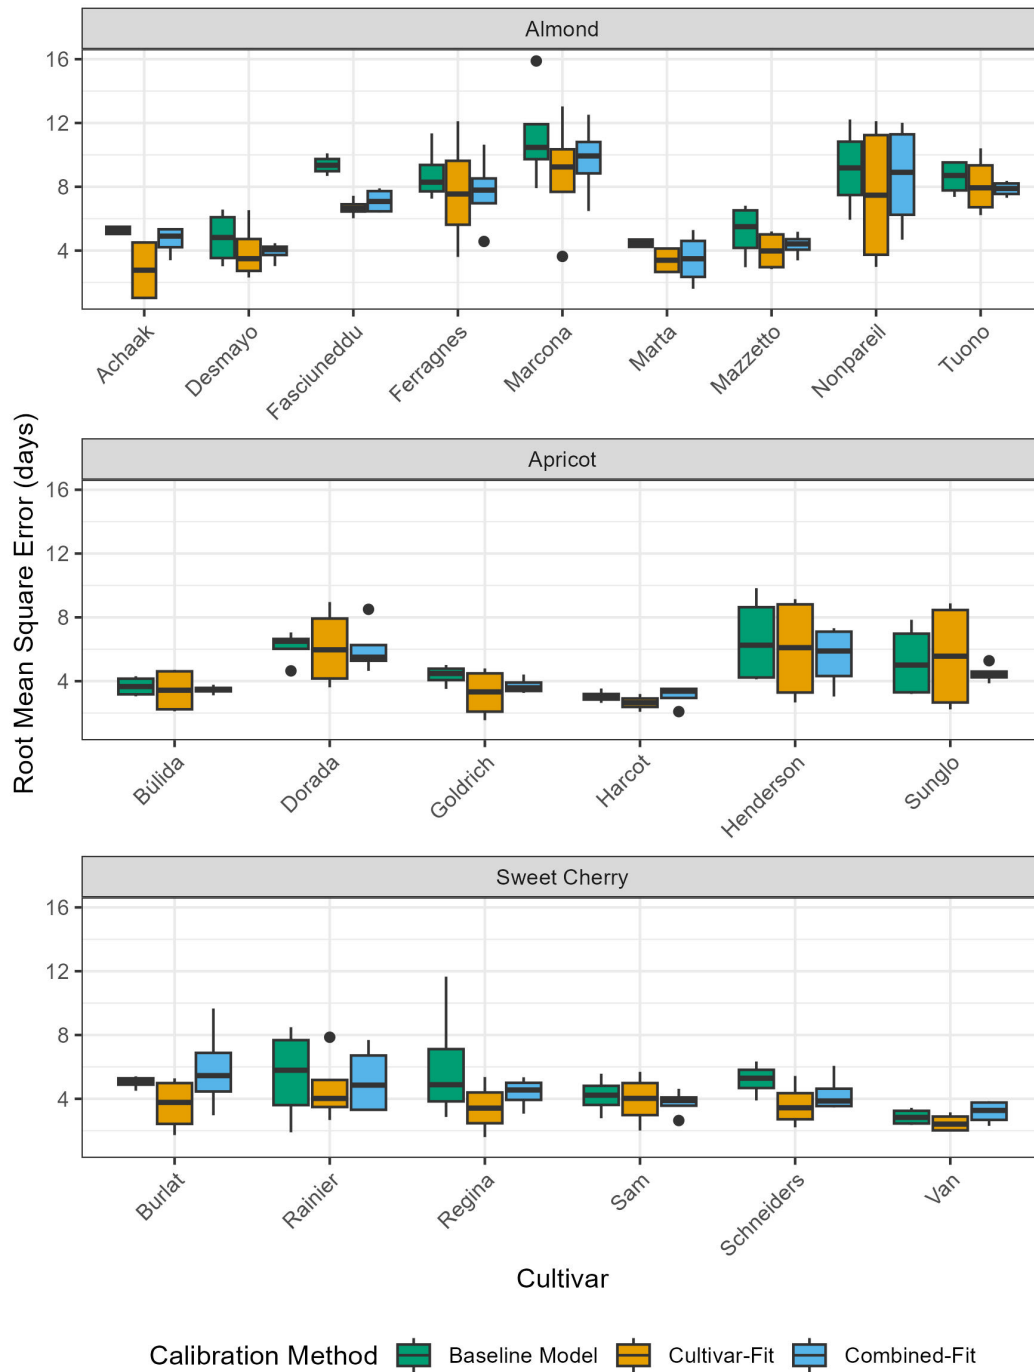 Almond
16
12
8
4
Achaak
Desmayo
Fasciuneddu
Ferragnes
Marcona
Marta
Mazzetto
Nonpareil
Tuono
Root Mean Square Error (days)
Apricot
16
12
8
4
Búlida
Dorada
Goldrich
Harcot
Henderson
Sunglo
Sweet Cherry
16
12
8
4
Burlat
Rainier
Regina
Sam
Schneiders
Van
Cultivar
Calibration Method Baseline Model Cultivar-Fit Combined-Fit